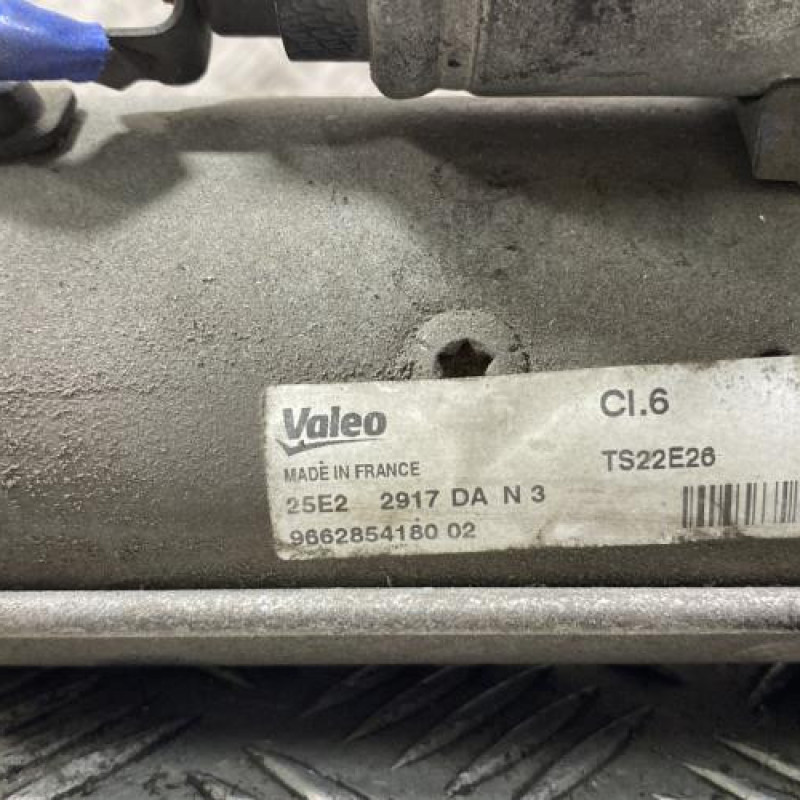 Valeo
Cl.6
MADE IN FRANCE
TS22E26
25E2 2917 DA N 3
9662854180 02